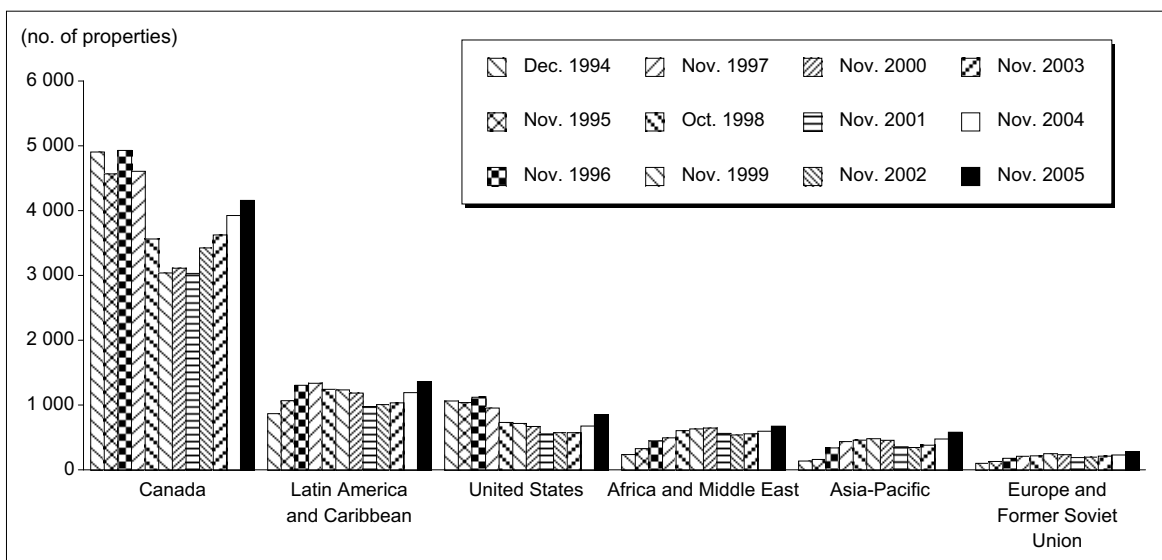 (no. of properties)
Dec. 1994 Nov. 1997 Nov. 2000 Nov. 2003
Nov. 1995 Oct. 1998 Nov. 2001 Nov. 2004
Nov. 1996 Nov. 1999 Nov. 2002 Nov. 2005
6 000
5 000
4 000
3 000
2 000
1 000
0
Canada Latin America United States Africa and Middle East Asia-Pacific Europe and
and Caribbean Former Soviet
Union